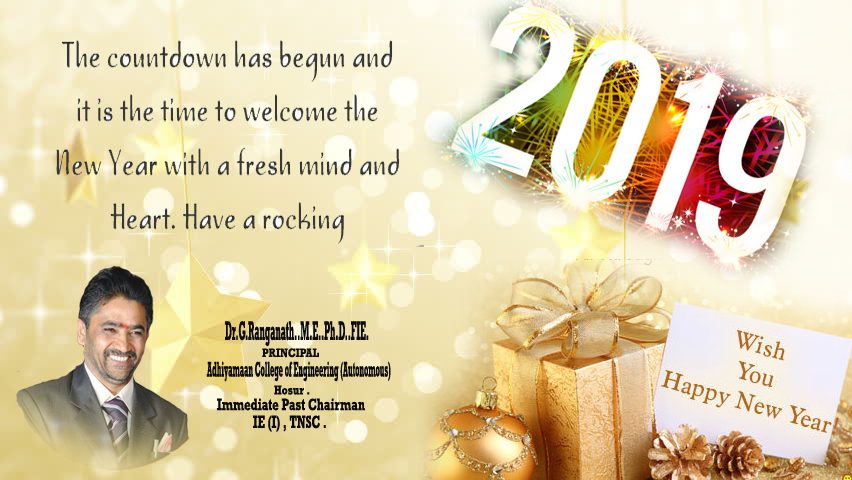 The countdown has begun and
it is the time to welcome the
New Year with a fresh mind and
Heart. Have a rocking
2019
Dr.G.Ranganath..M.E..Ph.D..FIE.
PRINCIPAL
Adhiyamaan College of Engineering (Autonomous)
Hosur .
Immediate Past Chairman
IE (I) , TNSC .
Wish
You
Happy New Year